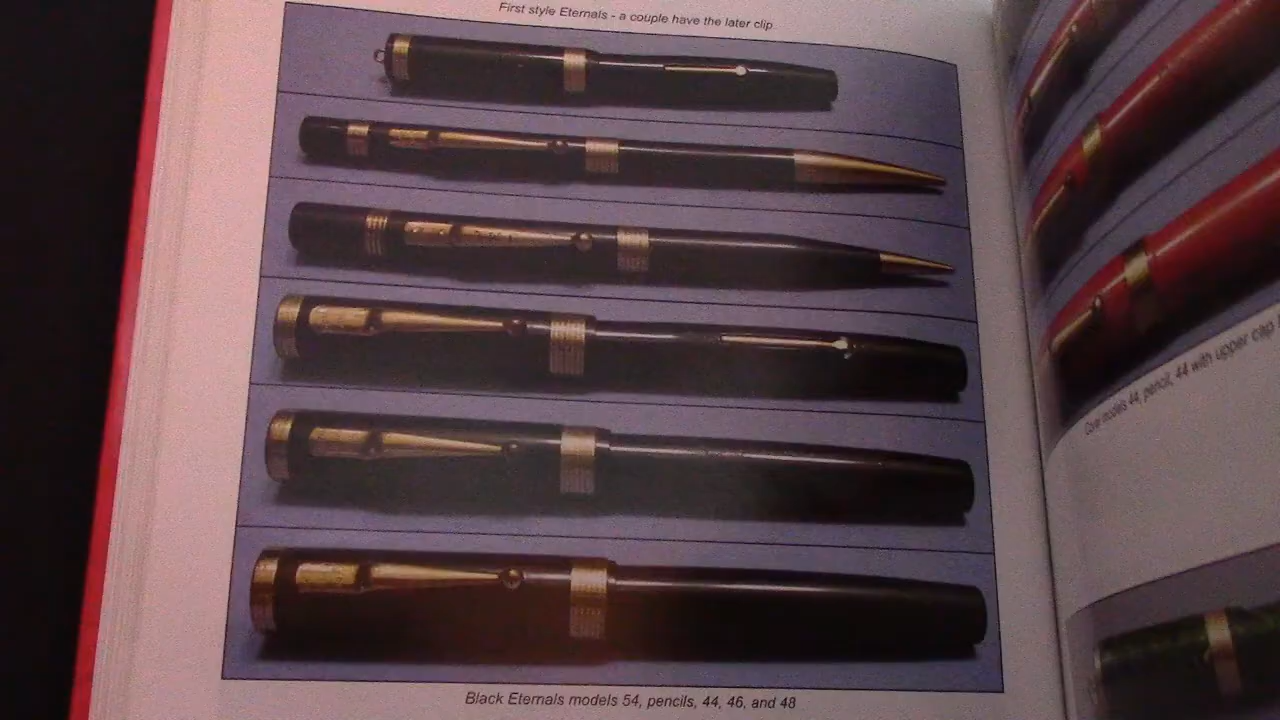 First style Eternals - a couple have the later clip
Black Eternals models 54, pencils, 44, 46, and 48
Core models 44, pencil, 44 with upper cap